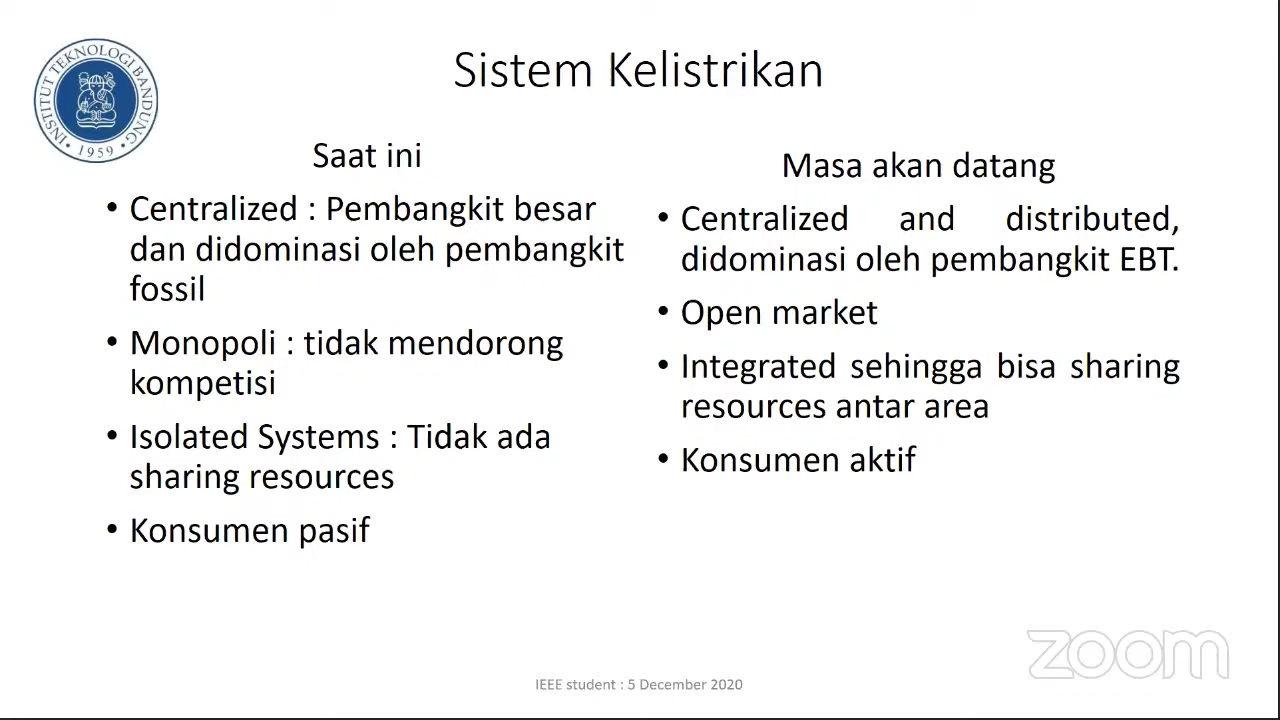 INSTITUT TEKNOLOGI BANDUNG
1959
Sistem Kelistrikan
Saat ini
• Centralized : Pembangkit besar
dan didominasi oleh pembangkit
fossil
• Monopoli : tidak mendorong
kompetisi
• Isolated Systems : Tidak ada
sharing resources
• Konsumen pasif
Masa akan datang
• Centralized and distributed,
didominasi oleh pembangkit EBT.
• Open market
• Integrated sehingga bisa sharing
resources antar area
• Konsumen aktif
zoom
IEEE student : 5 December 2020